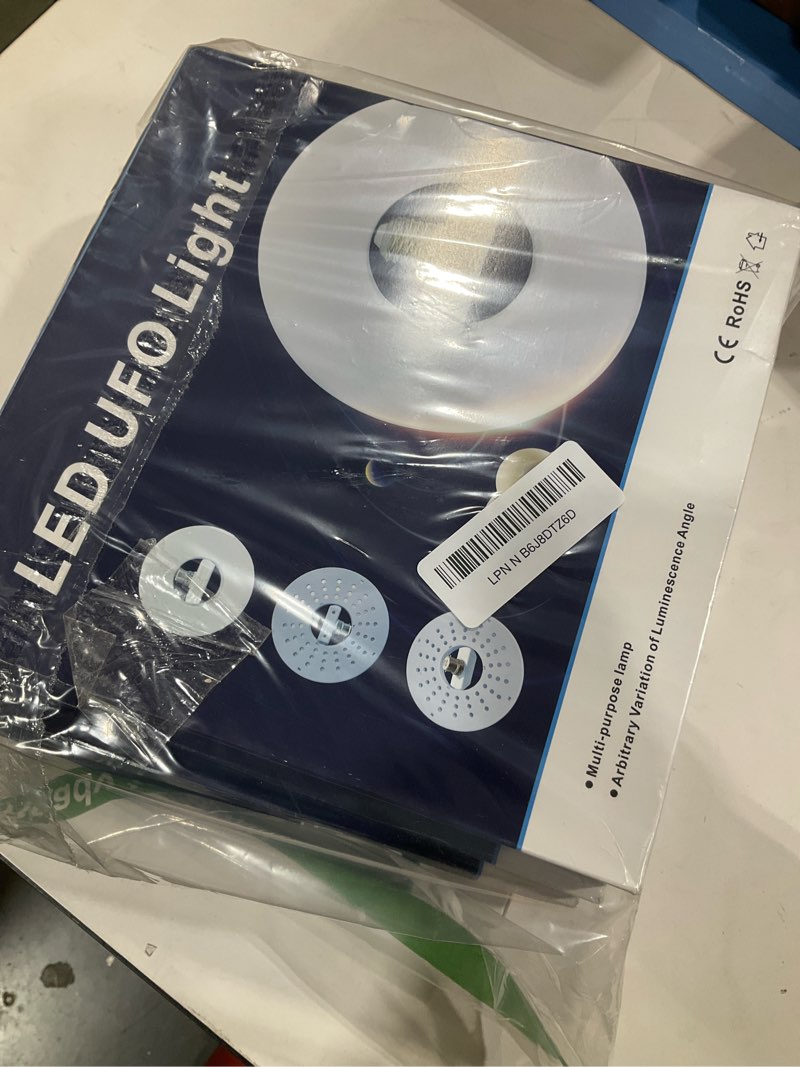 LED UFO Light
CE RoHS
LPN N B6J8DTZ6D
● Multi-purpose lamp
● Arbitrary Variation of Luminescence Angle